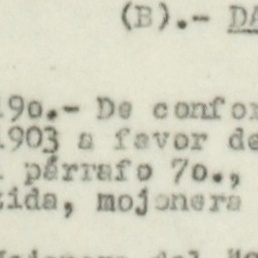 (B).- DA
19o.- De confor
1903 a favor de
párrafo 7o.,
tida, mojonera